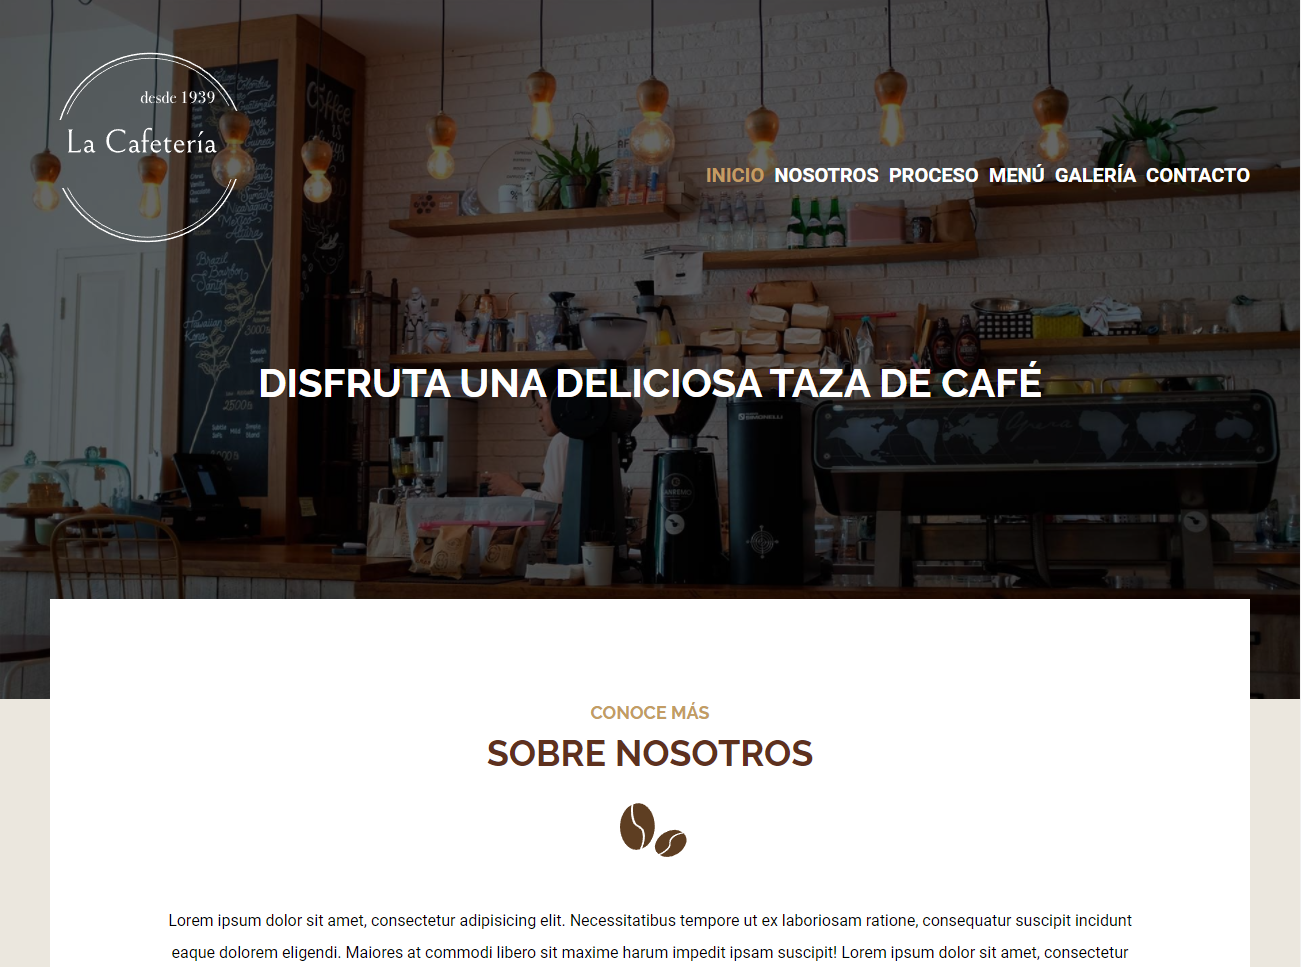 desde 1939
La Cafetería
INICIO NOSOTROS PROCESO MENÚ GALERÍA CONTACTO
DISFRUTA UNA DELICIOSA TAZA DE CAFÉ
CONOCE MÁS
SOBRE NOSOTROS
Lorem ipsum dolor sit amet, consectetur adipisicing elit. Necessitatibus tempore ut ex laboriosam ratione, consequatur suscipit incidunt
eaque dolorem eligendi. Maiores at commodi libero sit maxime harum impedit ipsam suscipit! Lorem ipsum dolor sit amet, consectetur